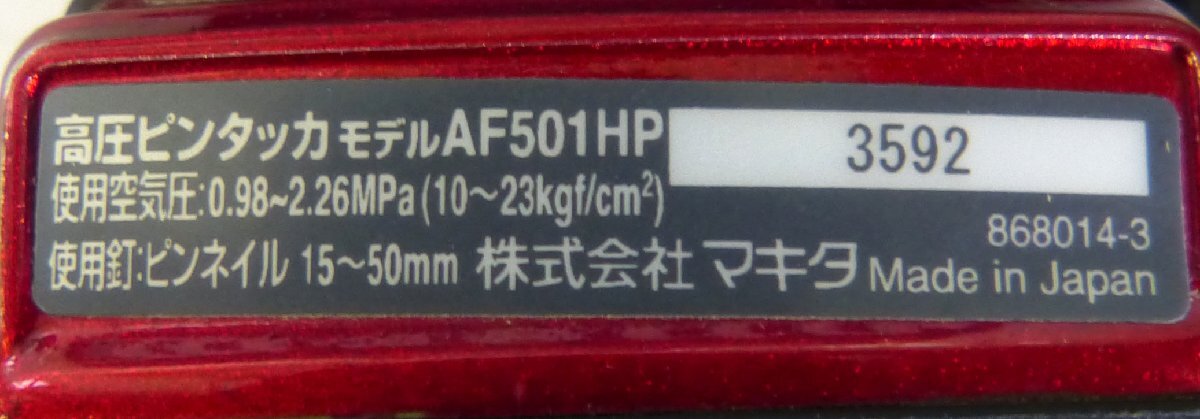 高圧ピンタッカ モデルAF501HP 3592
使用空気圧:0.98~2.26MPa(10～23kgf/cm²)
868014-3
使用釘:ピンネイル 15～50mm 株式会社 マキタ Made in Japan